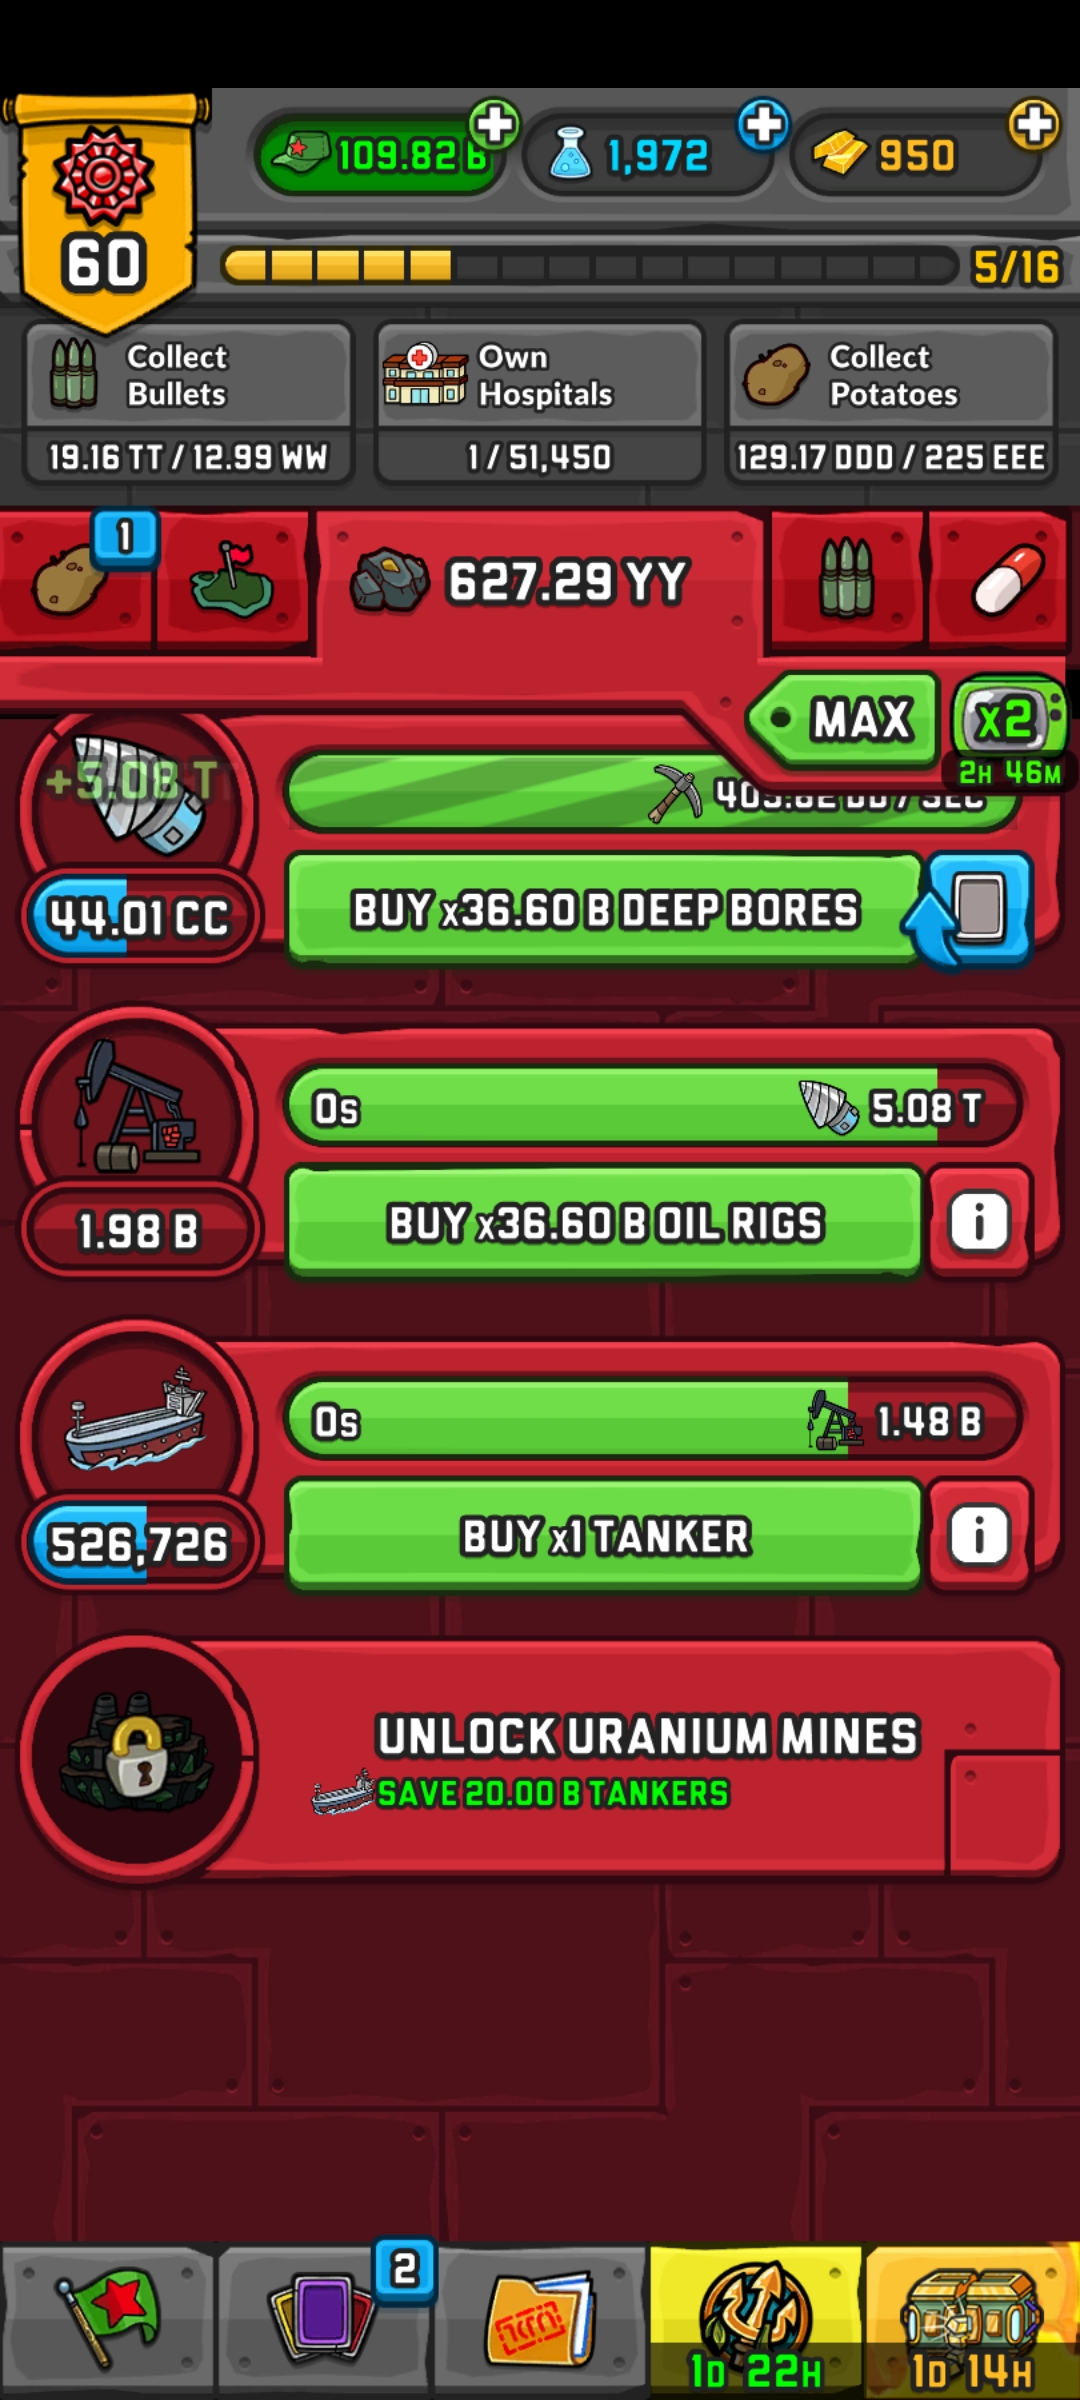 109.82 B
1,972
950
60
5/16
Collect
Bullets
Own
Hospitals
Collect
Potatoes
19.16 TT / 12.99 WW
1 / 51,450
129.17 DDD / 225 EEE
1
627.29 YY
MAX
x2
2H 46M
+5.08 T
/ SEC
44.01 CC
BUY x36.60 B DEEP BORES
0s
5.08 T
1.98 B
BUY x36.60 B OIL RIGS
i
0s
1.48 B
526,726
BUY x1 TANKER
i
UNLOCK URANIUM MINES
SAVE 20.00 B TANKERS
2
1D 22H
1D 14H